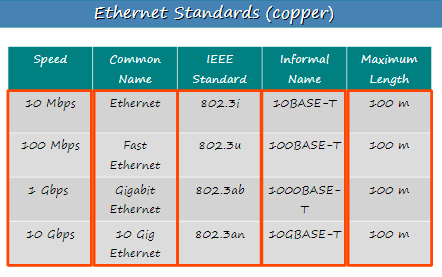 Ethernet Standards (copper)
Speed Common Name IEEE Standard Informal Name Maximum Length
10 Mbps Ethernet 802.3i 10BASE-T 100 m
100 Mbps Fast Ethernet 802.3u 100BASE-T 100 m
1 Gbps Gigabit Ethernet 802.3ab 1000BASE-T 100 m
10 Gbps 10 Gig Ethernet 802.3an 10GBASE-T 100 m